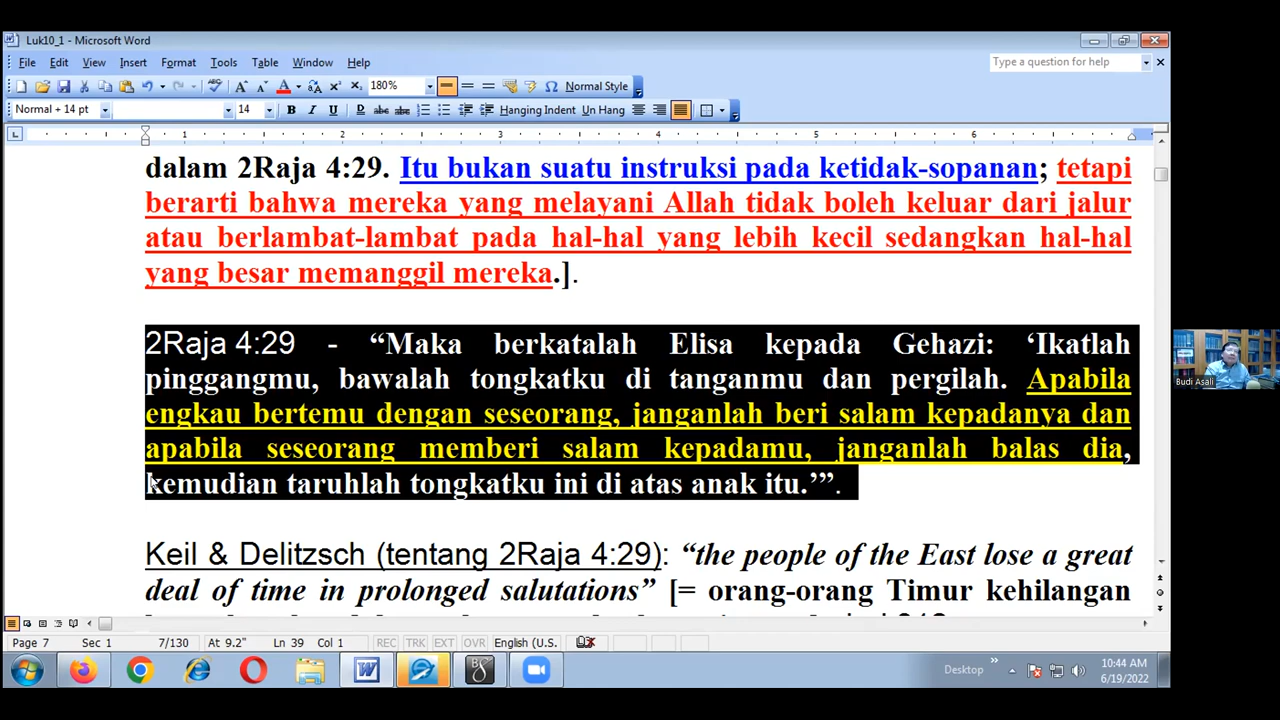 Luk10_1 - Microsoft Word
File Edit View Insert Format Tools Table Window Help
Type a question for help
180% Normal Style
Normal + 14 pt 14 B I U abc abc Hanging Indent Un Hang
1 2 3 4 5 6
dalam 2Raja 4:29. Itu bukan suatu instruksi pada ketidak-sopanan; tetapi
berarti bahwa mereka yang melayani Allah tidak boleh keluar dari jalur
atau berlambat-lambat pada hal-hal yang lebih kecil sedangkan hal-hal
yang besar memanggil mereka.].
2Raja 4:29 - “Maka berkatalah Elisa kepada Gehazi: ‘Ikatlah
pinggangmu, bawalah tongkatku di tanganmu dan pergilah. Apabila
engkau bertemu dengan seseorang, janganlah beri salam kepadanya dan
apabila seseorang memberi salam kepadamu, janganlah balas dia,
kemudian taruhlah tongkatku ini di atas anak itu.’”.
Budi Asali
Keil & Delitzsch (tentang 2Raja 4:29): “the people of the East lose a great
deal of time in prolonged salutations” [= orang-orang Timur kehilangan
Page 7 Sec 1 7/130 At 9.2" Ln 39 Col 1 REC TRK EXT OVR English (U.S.
Desktop 10:44 AM
6/19/2022